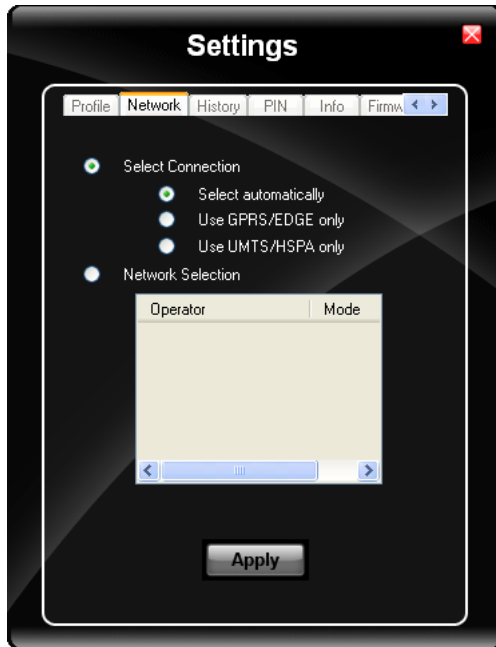 Settings
Profile Network History PIN Info Firmw
Select Connection
Select automatically
Use GPRS/EDGE only
Use UMTS/HSPA only
Network Selection
Operator Mode
Apply